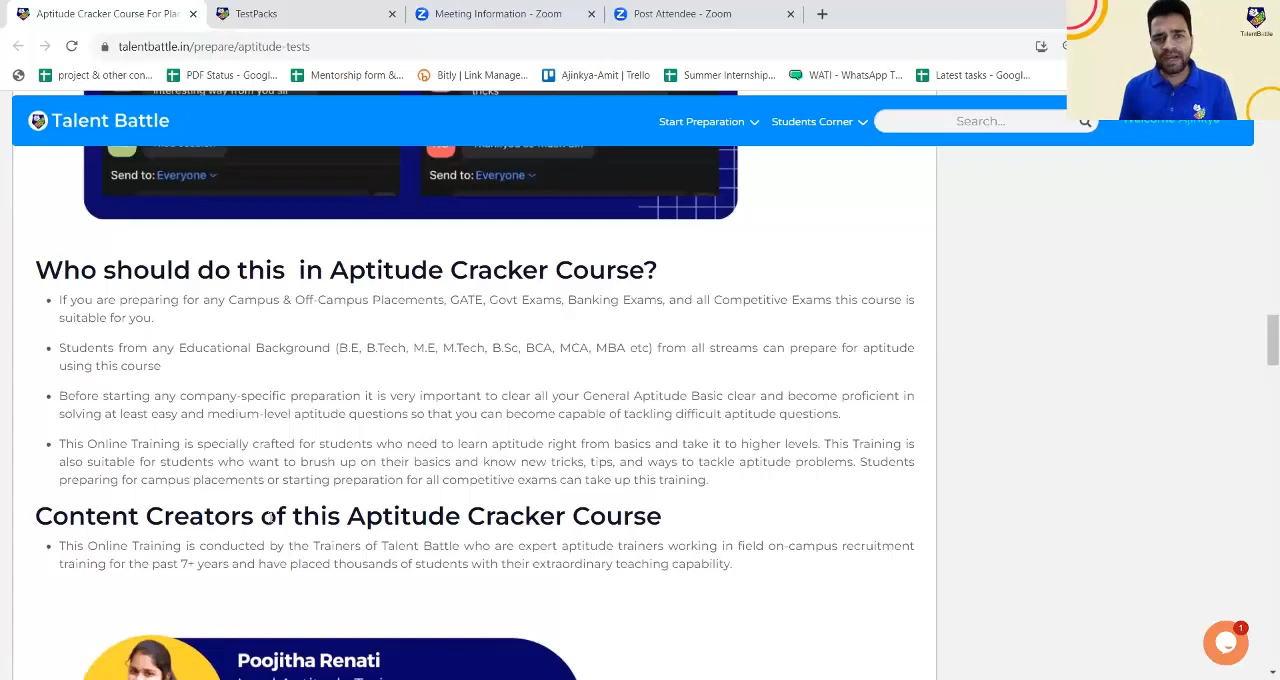 Aptitude Cracker Course For Pla
TestPacks
Meeting Information - Zoom
Post Attendee - Zoom
talentbattle.in/prepare/aptitude-tests
project & other con...
PDF Status - Googl...
Mentorship form &...
Bitly | Link Manage...
Ajinkya-Amit | Trello
Summer Internship...
WATI - WhatsApp T...
Latest tasks - Googl...
TalentBattle
interesting way from you all
tricks
Talent Battle
Start Preparation
Students Corner
Search...
Welcome Ajinkya
Send to: Everyone
Send to: Everyone
Who should do this in Aptitude Cracker Course?
If you are preparing for any Campus & Off-Campus Placements, GATE, Govt Exams, Banking Exams, and all Competitive Exams this course is
suitable for you.
Students from any Educational Background (B.E, B.Tech, M.E, M.Tech, B.Sc, BCA, MCA, MBA etc) from all streams can prepare for aptitude
using this course
Before starting any company-specific preparation it is very important to clear all your General Aptitude Basic clear and become proficient in
solving at least easy and medium-level aptitude questions so that you can become capable of tackling difficult aptitude questions.
This Online Training is specially crafted for students who need to learn aptitude right from basics and take it to higher levels. This Training is
also suitable for students who want to brush up on their basics and know new tricks, tips, and ways to tackle aptitude problems. Students
preparing for campus placements or starting preparation for all competitive exams can take up this training.
Content Creators of this Aptitude Cracker Course
This Online Training is conducted by the Trainers of Talent Battle who are expert aptitude trainers working in field on-campus recruitment
training for the past 7+ years and have placed thousands of students with their extraordinary teaching capability.
1
Poojitha Renati